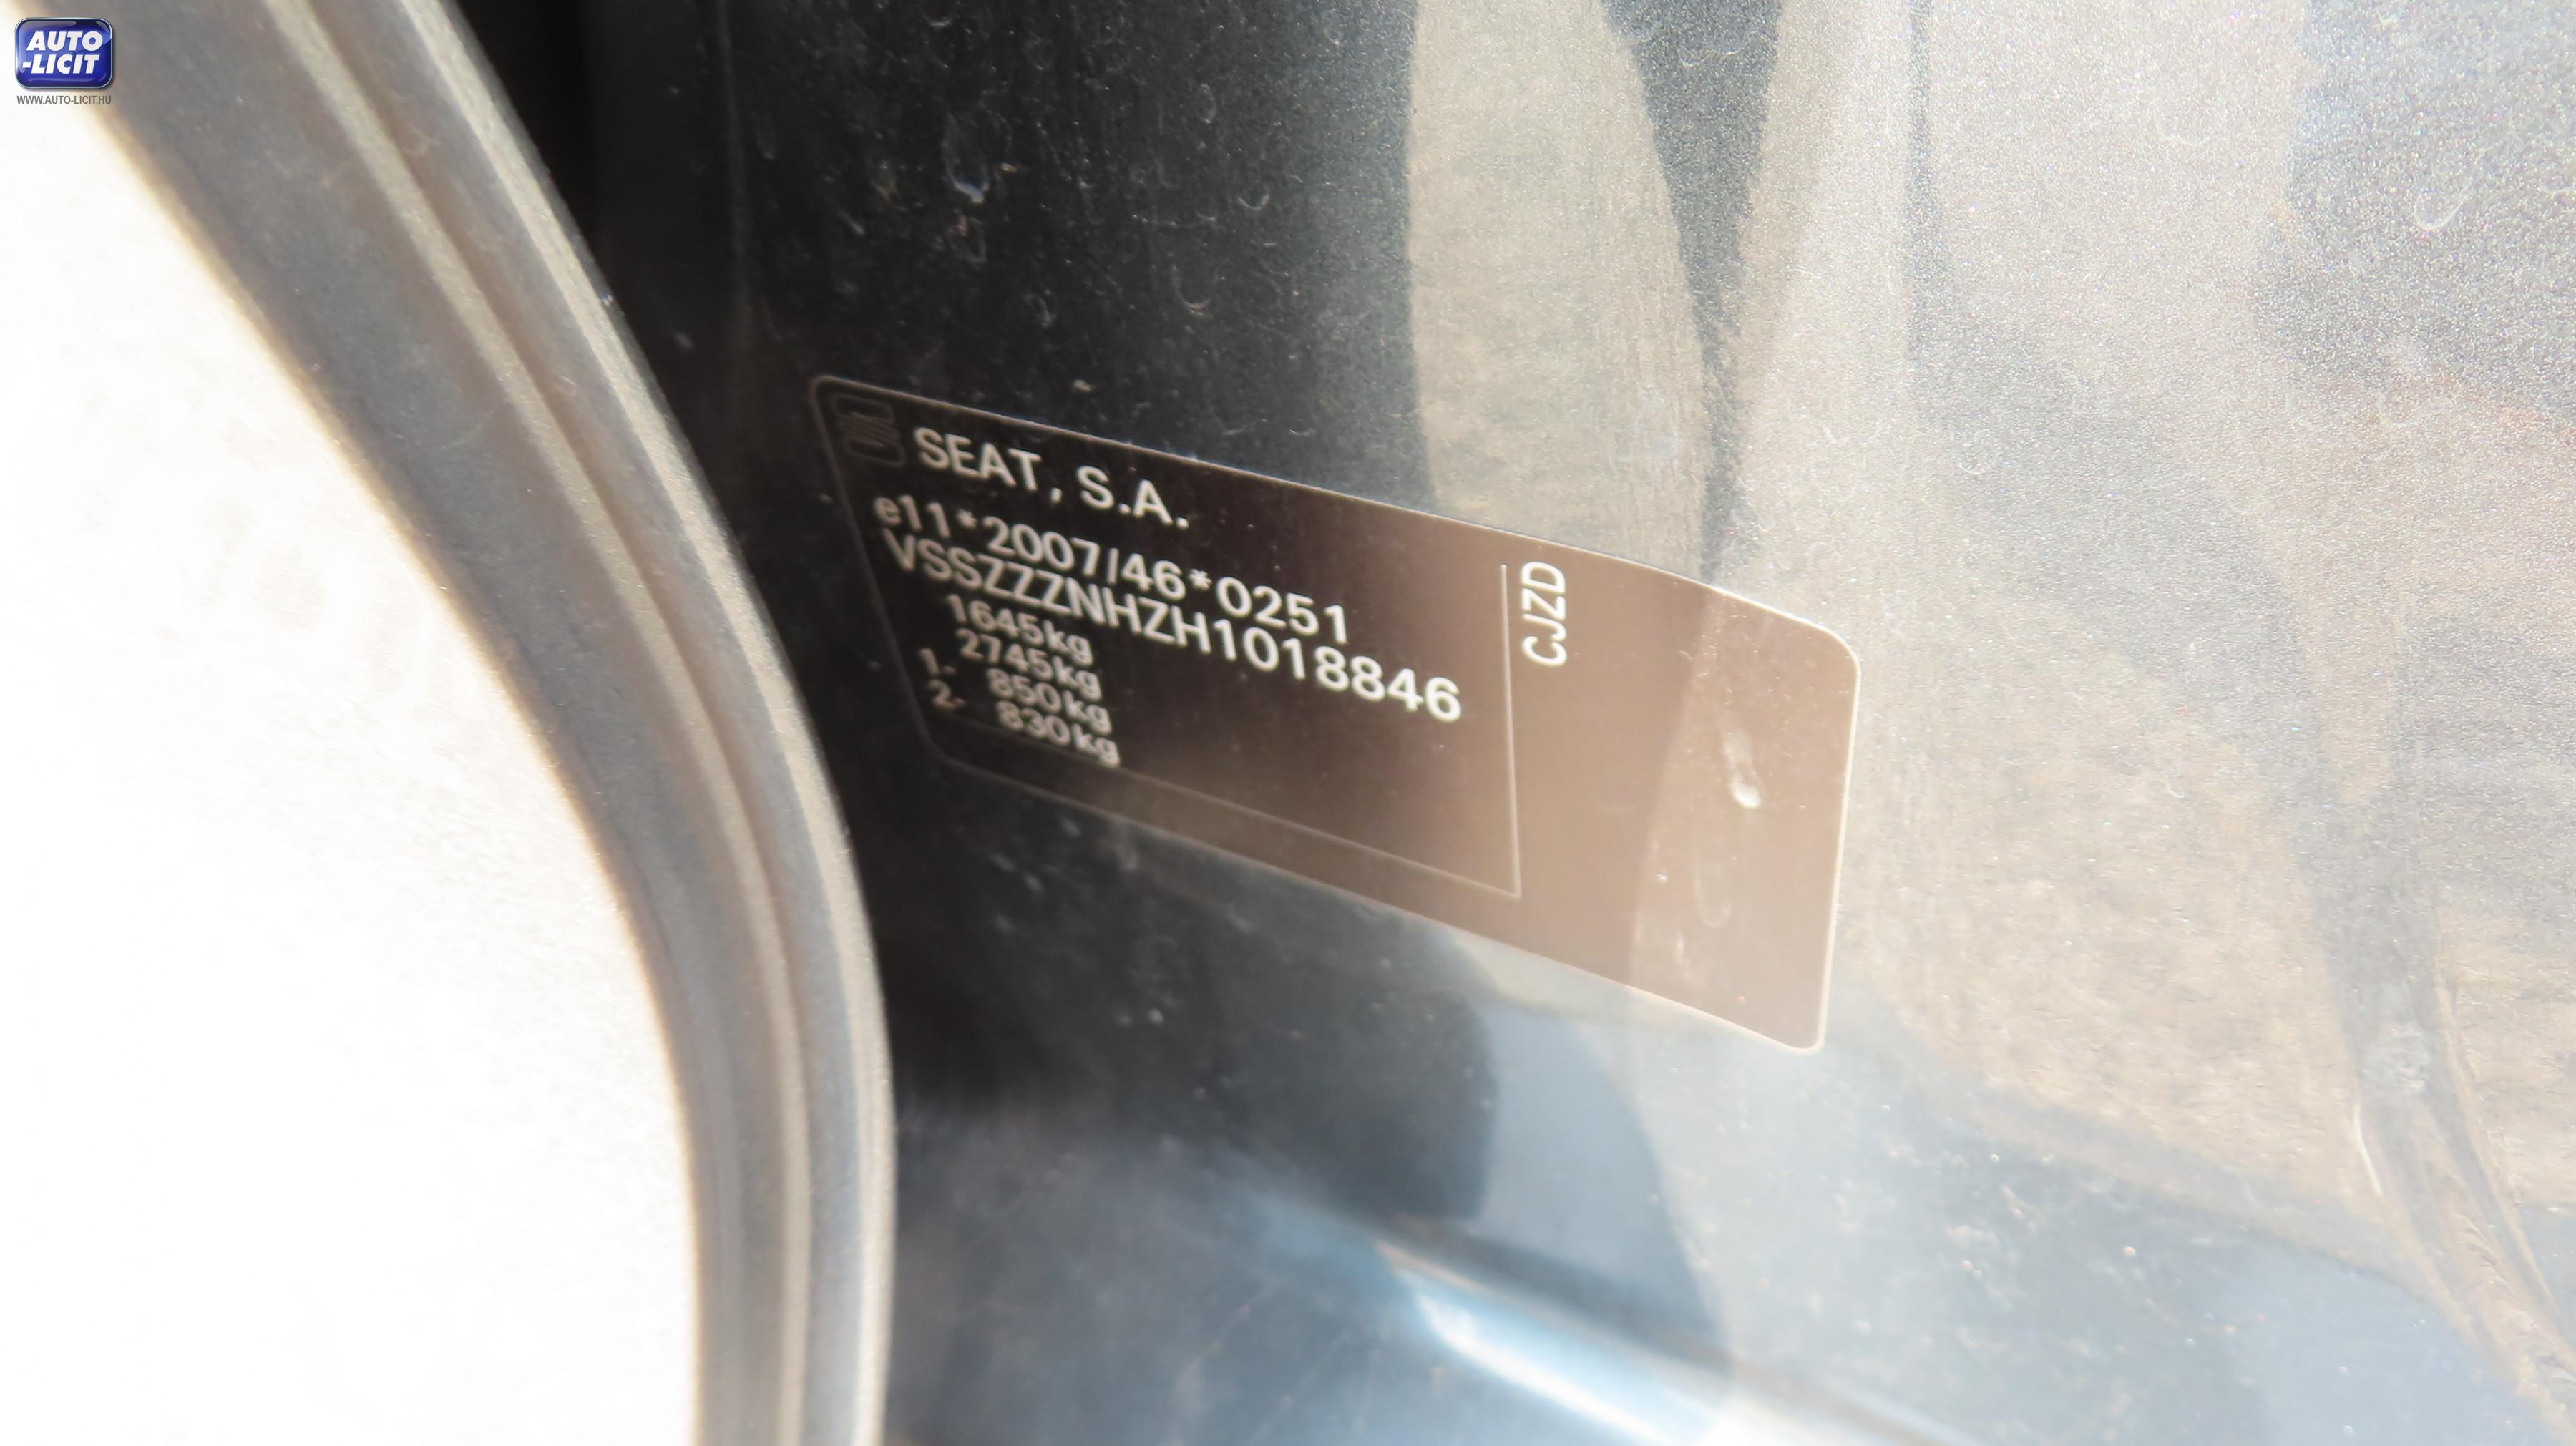 AUTO
-LICIT
WWW.AUTO-LICIT.HU
SEAT, S.A.
e11*2007/46*0251
VSSZZZNHZH1018846
1645kg
2745kg
1- 850kg
2- 830kg
CJZD